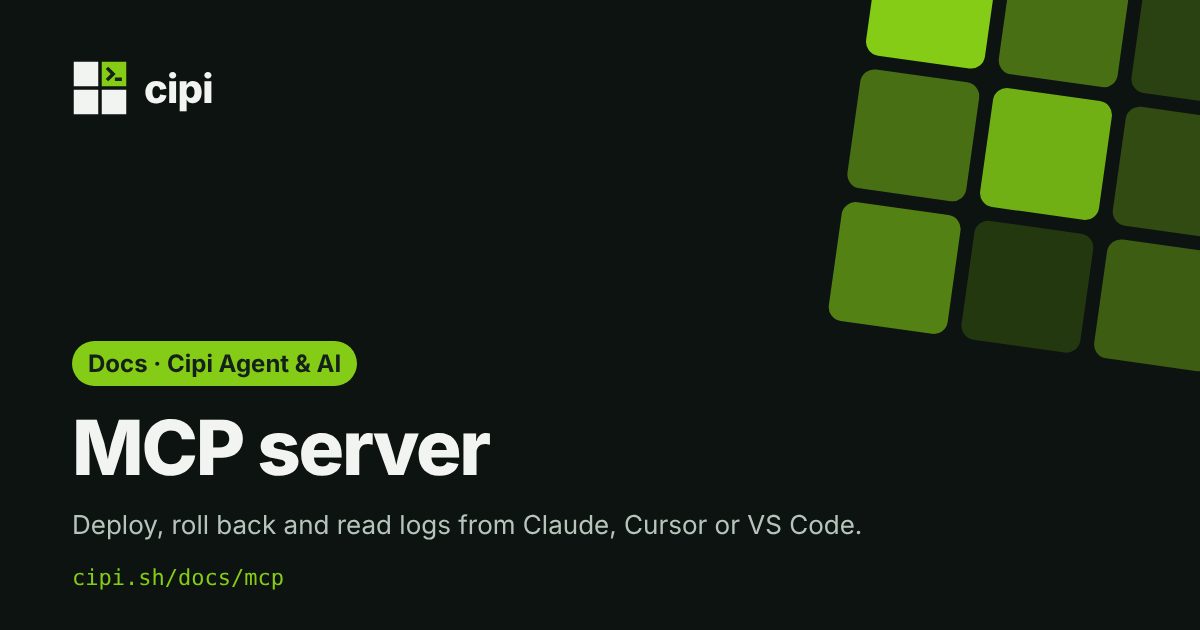 cipi
Docs · Cipi Agent & AI
MCP server
Deploy, roll back and read logs from Claude, Cursor or VS Code.
cipi.sh/docs/mcp